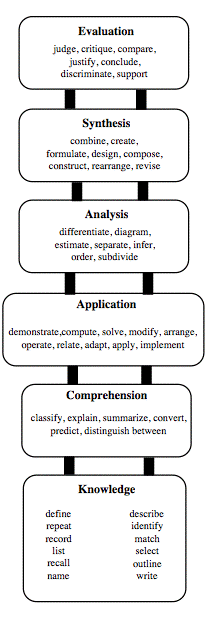 Evaluation
judge, critique, compare,
justify, conclude,
discriminate, support
Synthesis
combine, create,
formulate, design, compose,
construct, rearrange, revise
Analysis
differentiate, diagram,
estimate, separate, infer,
order, subdivide
Application
demonstrate,compute, solve, modify, arrange,
operate, relate, adapt, apply, implement
Comprehension
classify, explain, summarize, convert,
predict, distinguish between
Knowledge
define describe
repeat identify
record match
list select
recall outline
name write